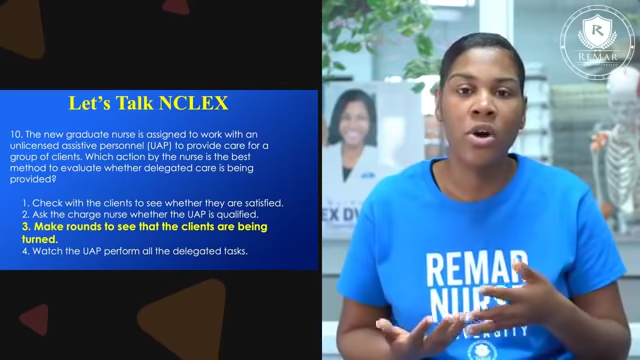 Let's Talk NCLEX
10. The new graduate nurse is assigned to work with an
unlicensed assistive personnel (UAP) to provide care for a
group of clients. Which action by the nurse is the best
method to evaluate whether delegated care is being
provided?
1. Check with the clients to see whether they are satisfied.
2. Ask the charge nurse whether the UAP is qualified.
3. Make rounds to see that the clients are being
turned.
4. Watch the UAP perform all the delegated tasks.
R
REMAR
EX DV
REMAR
NURSE